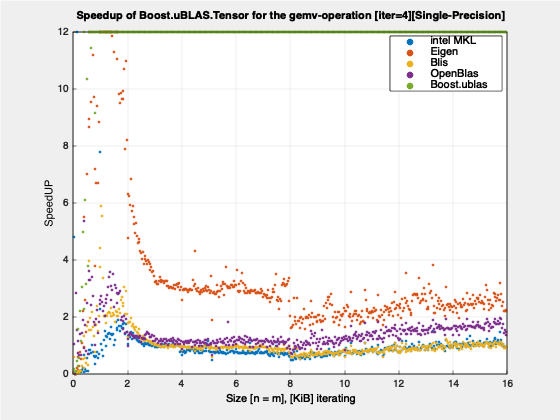 Speedup of Boost.uBLAS.Tensor for the gemv-operation [iter=4][Single-Precision]
12
10
8
6
4
2
0
SpeedUP
intel MKL
Eigen
Blis
OpenBlas
Boost.ublas
0 2 4 6 8 10 12 14 16
Size [n = m], [KiB] iterating